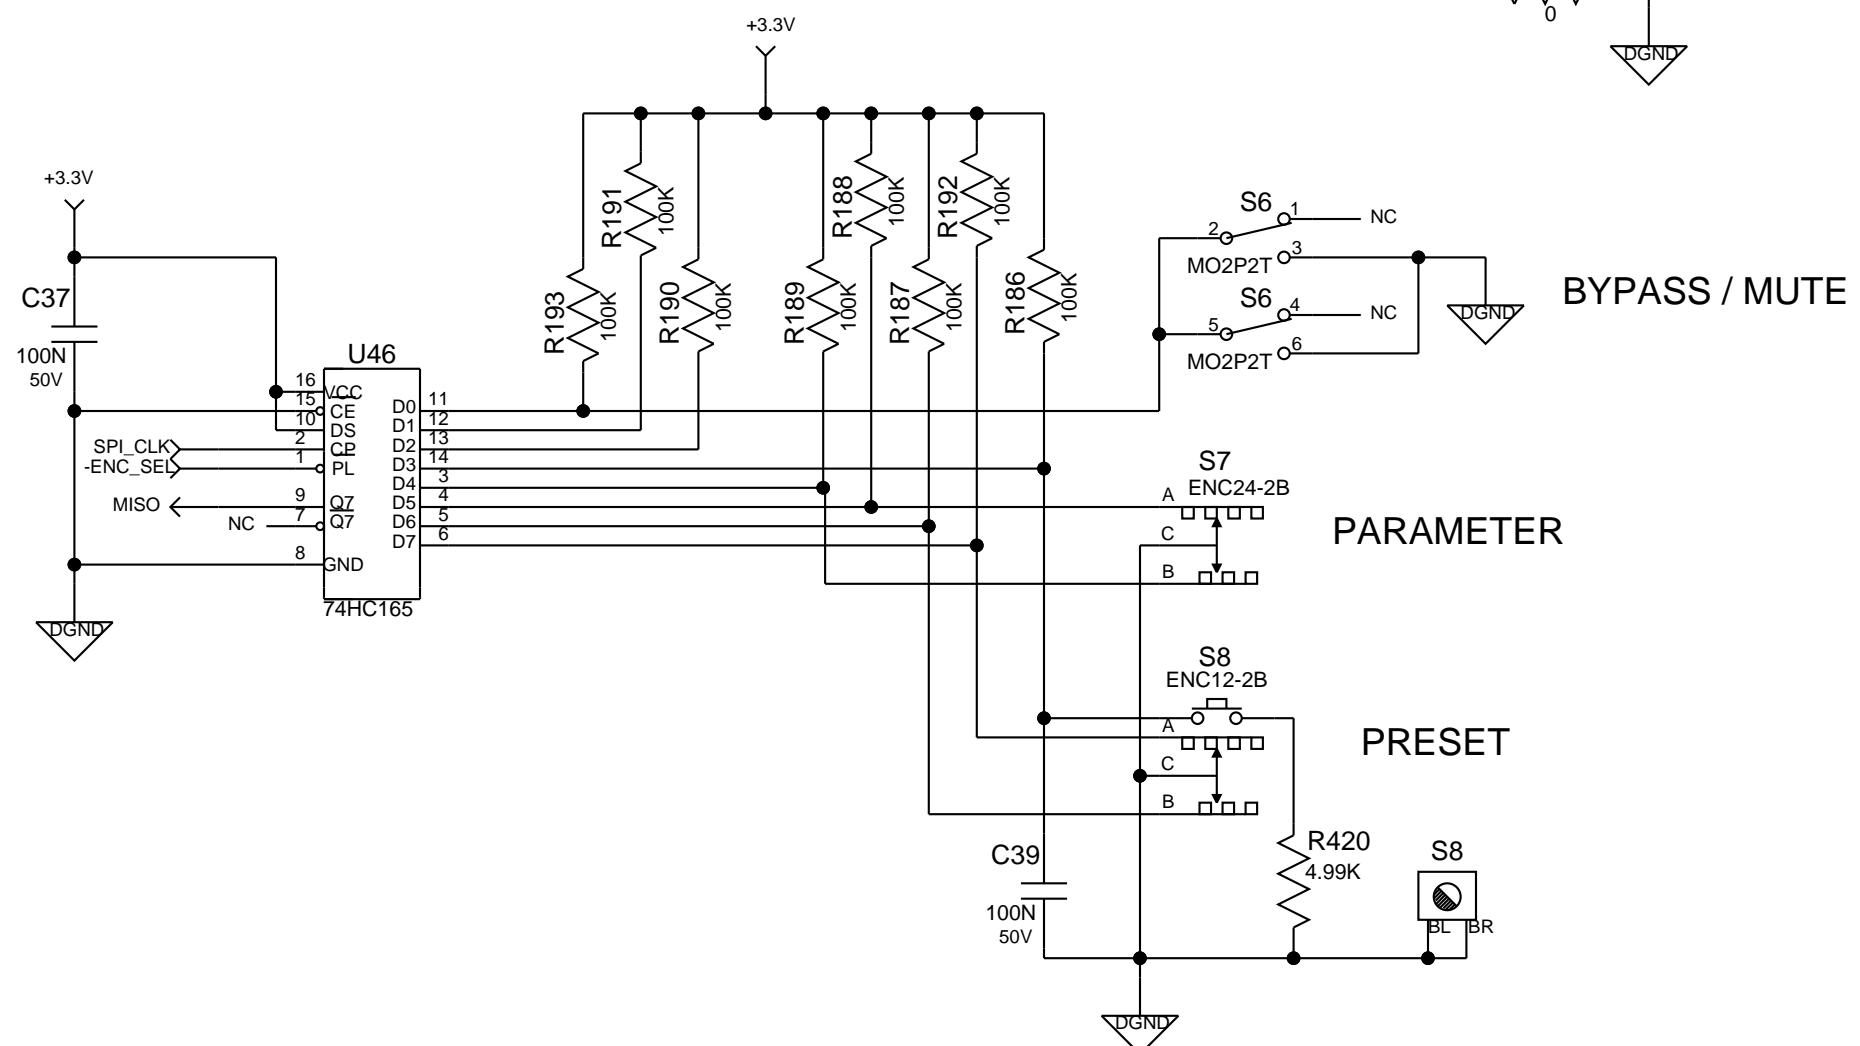 0
DGND
+3.3V
+3.3V
C37
100N
50V
R193
100K
R191
100K
R190
100K
R189
100K
R188
100K
R187
100K
R192
100K
R186
100K
S6
1
NC
2
3
MO2P2T
S6
4
NC
5
6
MO2P2T
DGND
BYPASS / MUTE
U46
16 VCC
15 CE
10 DS
SPI_CLK 2 CP
-ENC_SEL 1 PL
MISO 9 Q7
NC 7 Q7
8 GND
D0 11
D1 12
D2 13
D3 14
D4 3
D5 4
D6 5
D7 6
74HC165
DGND
S7
ENC24-2B
A
C
B
PARAMETER
S8
ENC12-2B
A
C
B
PRESET
C39
100N
50V
R420
4.99K
S8
BL BR
DGND